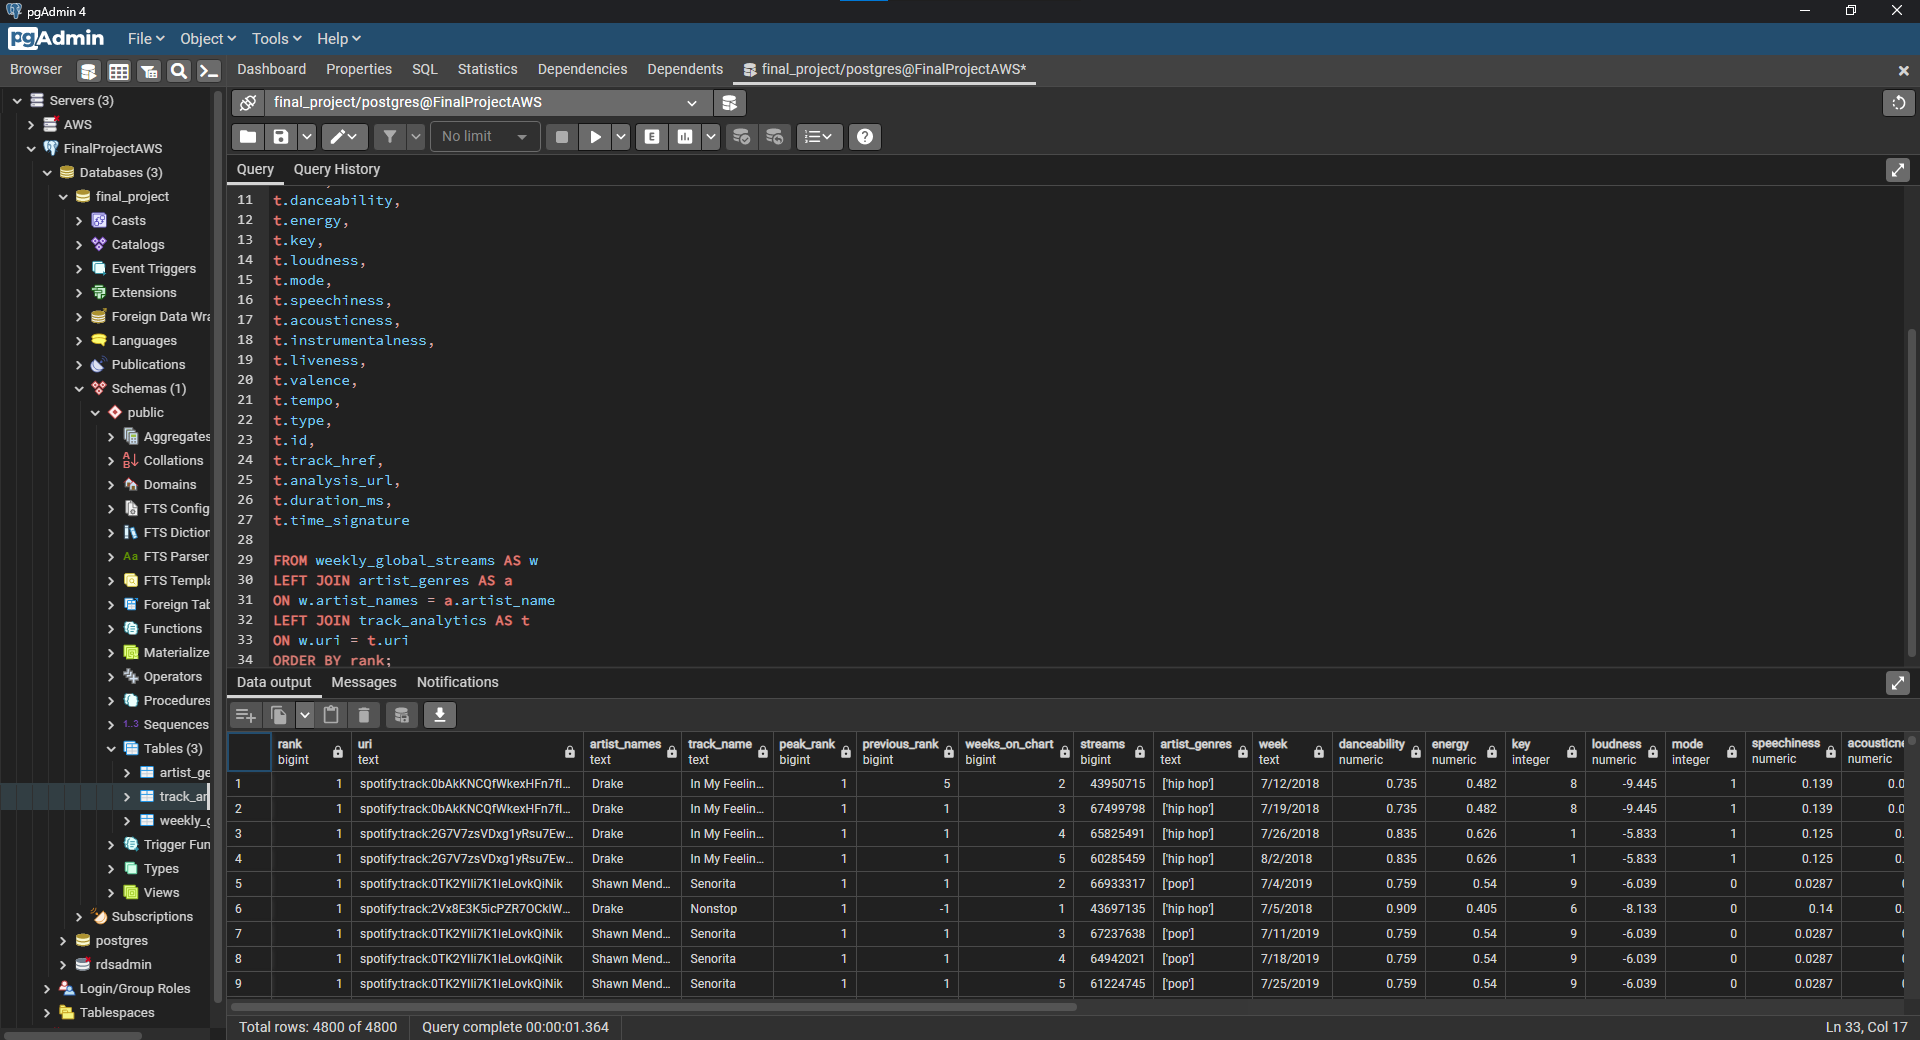 pgAdmin 4
pgAdmin File Object Tools Help
Browser Dashboard Properties SQL Statistics Dependencies Dependents final_project/postgres@FinalProjectAWS*
final_project/postgres@FinalProjectAWS
No limit
Query Query History
Servers (3)
AWS
FinalProjectAWS
Databases (3)
final_project
Casts
Catalogs
Event Triggers
Extensions
Foreign Data Wra
Languages
Publications
Schemas (1)
public
Aggregates
Collations
Domains
FTS Config
FTS Diction
FTS Parser
FTS Templa
Foreign Tab
Functions
Materialize
Operators
Procedures
Sequences
Tables (3)
artist_ge
track_an
weekly_g
Trigger Fun
Types
Views
Subscriptions
postgres
rdsadmin
Login/Group Roles
Tablespaces
11 t.danceability,
12 t.energy,
13 t.key,
14 t.loudness,
15 t.mode,
16 t.speechiness,
17 t.acousticness,
18 t.instrumentalness,
19 t.liveness,
20 t.valence,
21 t.tempo,
22 t.type,
23 t.id,
24 t.track_href,
25 t.analysis_url,
26 t.duration_ms,
27 t.time_signature
28
29 FROM weekly_global_streams AS w
30 LEFT JOIN artist_genres AS a
31 ON w.artist_names = a.artist_name
32 LEFT JOIN track_analytics AS t
33 ON w.uri = t.uri
34 ORDER BY rank;
Data output Messages Notifications
rank uri artist_names track_name peak_rank previous_rank weeks_on_chart streams artist_genres week danceability energy key loudness mode speechiness acousticne
bigint text text text bigint bigint bigint bigint text text numeric numeric integer numeric integer numeric numeric
1 1 spotify:track:0bAkKNCQfWkexHFn7fI... Drake In My Feelin... 1 5 2 43950715 ['hip hop'] 7/12/2018 0.735 0.482 8 -9.445 1 0.139 0.0
2 1 spotify:track:0bAkKNCQfWkexHFn7fI... Drake In My Feelin... 1 1 3 67499798 ['hip hop'] 7/19/2018 0.735 0.482 8 -9.445 1 0.139 0.0
3 1 spotify:track:2G7V7zsVDxg1yRsu7Ew... Drake In My Feelin... 1 1 4 65825491 ['hip hop'] 7/26/2018 0.835 0.626 1 -5.833 1 0.125 0.
4 1 spotify:track:2G7V7zsVDxg1yRsu7Ew... Drake In My Feelin... 1 1 5 60285459 ['hip hop'] 8/2/2018 0.835 0.626 1 -5.833 1 0.125 0.
5 1 spotify:track:0TK2YIli7K1leLovkQiNik Shawn Mend... Senorita 1 1 2 66933317 ['pop'] 7/4/2019 0.759 0.54 9 -6.039 0 0.0287 0.
6 1 spotify:track:2Vx8E3K5icPZR7OCkIW... Drake Nonstop 1 -1 1 43697135 ['hip hop'] 7/5/2018 0.909 0.405 6 -8.133 0 0.14 0.
7 1 spotify:track:0TK2YIli7K1leLovkQiNik Shawn Mend... Senorita 1 1 3 67237638 ['pop'] 7/11/2019 0.759 0.54 9 -6.039 0 0.0287 0.
8 1 spotify:track:0TK2YIli7K1leLovkQiNik Shawn Mend... Senorita 1 1 4 64942021 ['pop'] 7/18/2019 0.759 0.54 9 -6.039 0 0.0287 0.
9 1 spotify:track:0TK2YIli7K1leLovkQiNik Shawn Mend... Senorita 1 1 5 61224745 ['pop'] 7/25/2019 0.759 0.54 9 -6.039 0 0.0287 0.
Total rows: 4800 of 4800 Query complete 00:00:01.364 Ln 33, Col 17